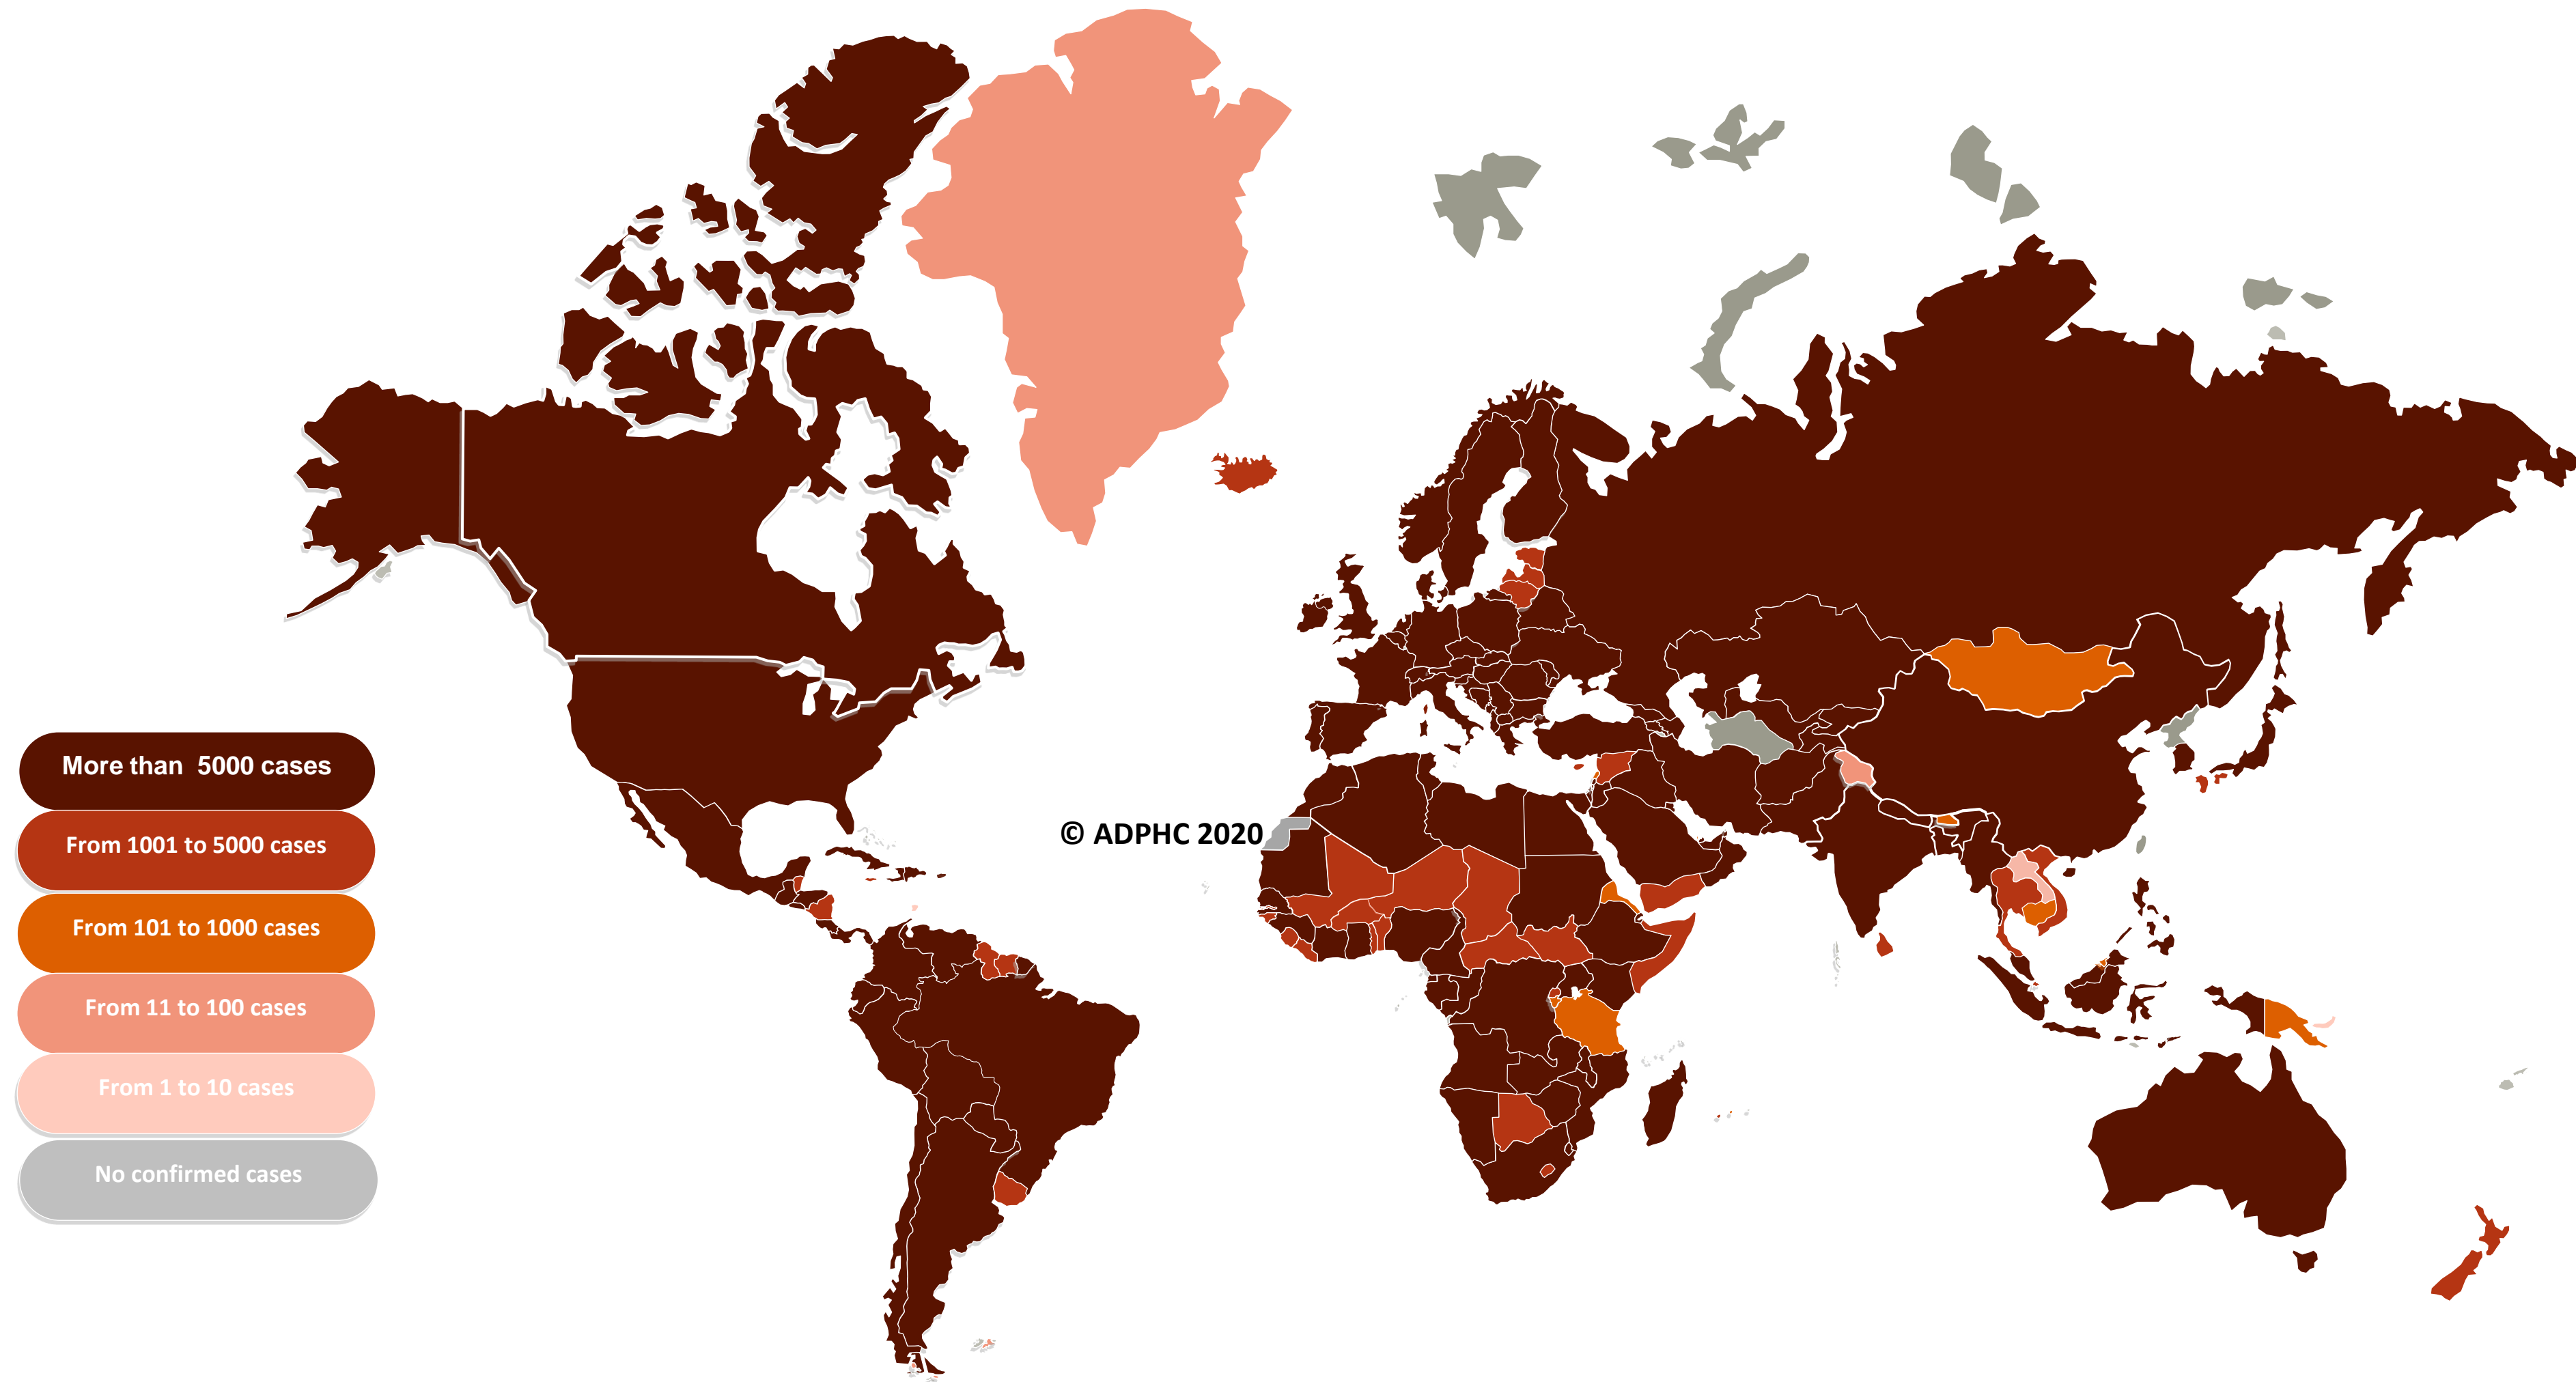 More than 5000 cases
From 1001 to 5000 cases
From 101 to 1000 cases
From 11 to 100 cases
From 1 to 10 cases
No confirmed cases
© ADPHC 2020